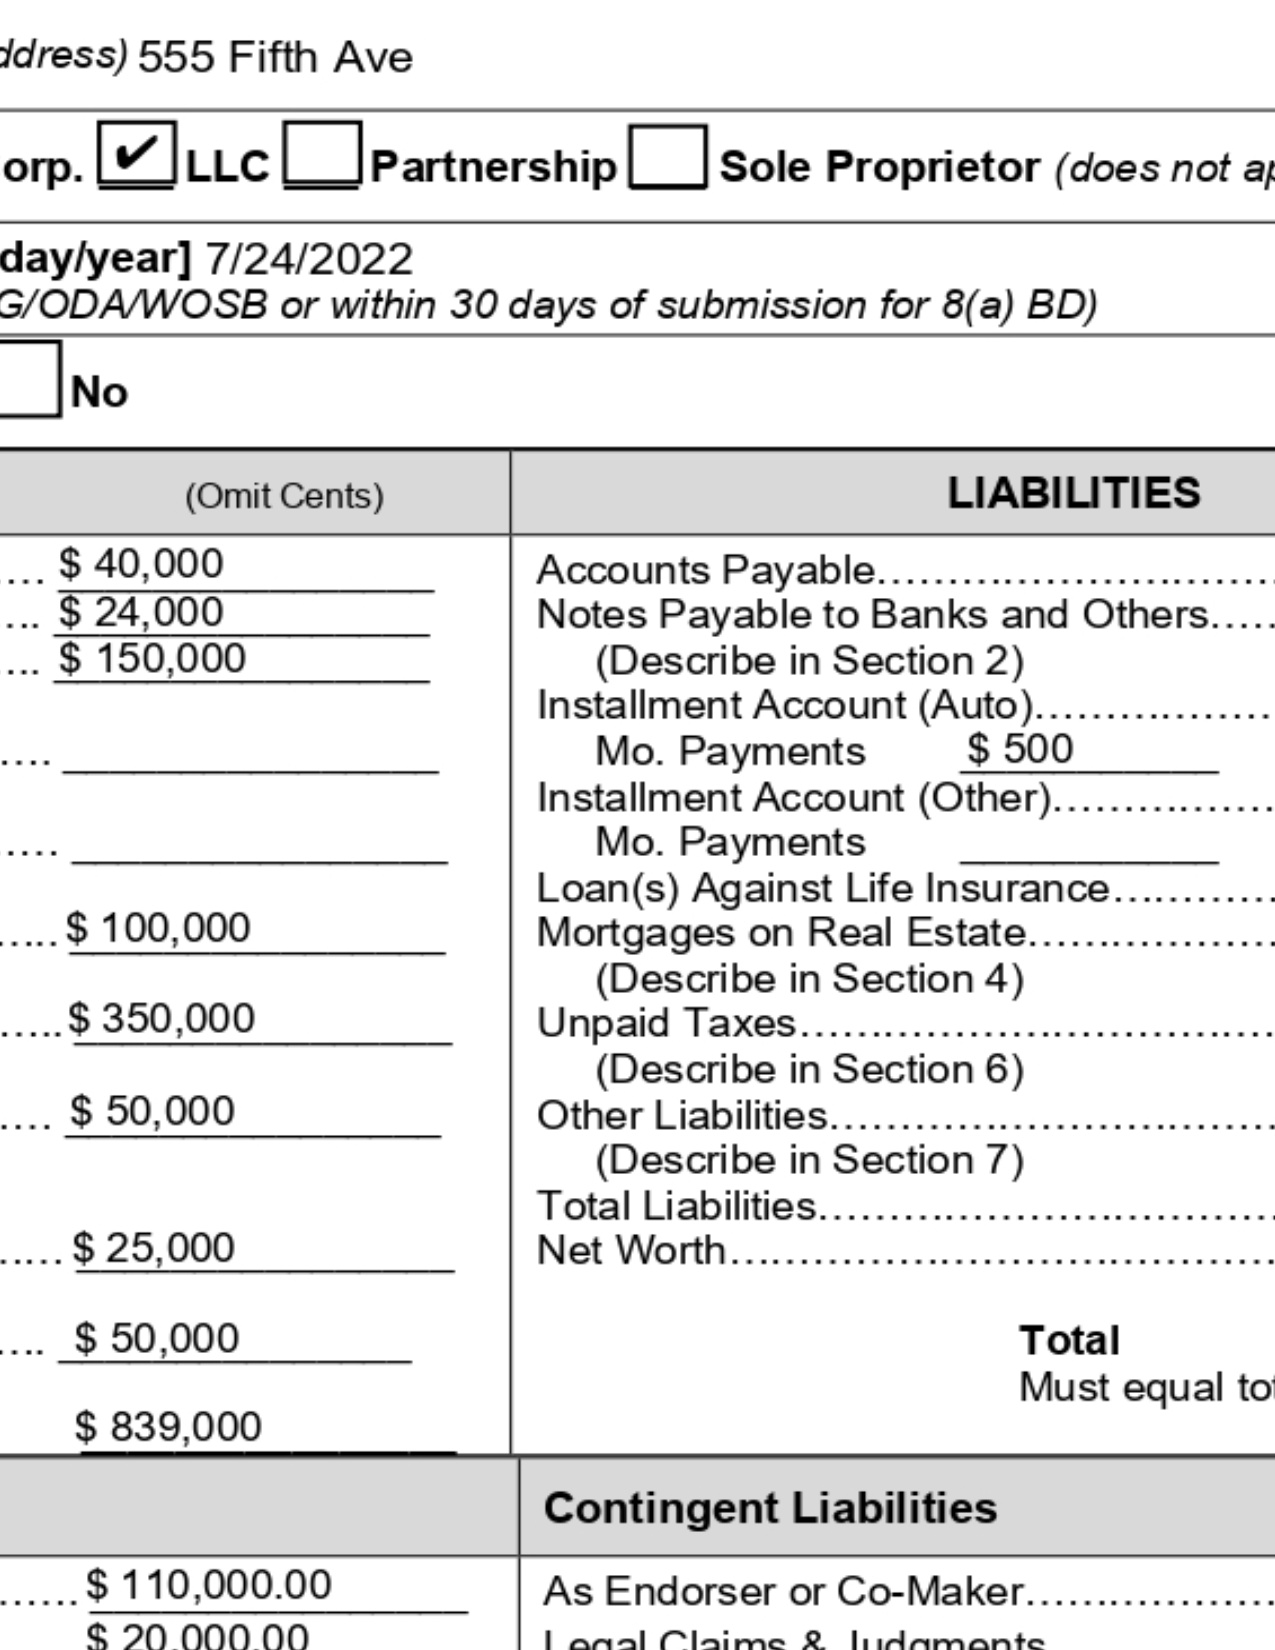 ddress) 555 Fifth Ave
orp. ✔ LLC Partnership Sole Proprietor (does not ap
day/year] 7/24/2022
G/ODA/WOSB or within 30 days of submission for 8(a) BD)
No
(Omit Cents)
.... $ 40,000
... $ 24,000
.... $ 150,000
....
.....
..... $ 100,000
..... $ 350,000
.... $ 50,000
..... $ 25,000
.... $ 50,000
$ 839,000
LIABILITIES
Accounts Payable..............................
Notes Payable to Banks and Others.....
(Describe in Section 2)
Installment Account (Auto)..................
Mo. Payments $ 500
Installment Account (Other).................
Mo. Payments
Loan(s) Against Life Insurance............
Mortgages on Real Estate...................
(Describe in Section 4)
Unpaid Taxes....................................
(Describe in Section 6)
Other Liabilities..................................
(Describe in Section 7)
Total Liabilities...................................
Net Worth..........................................
Total
Must equal tot
...... $ 110,000.00
$ 20,000.00
Contingent Liabilities
As Endorser or Co-Maker...................
Legal Claims & Judgments